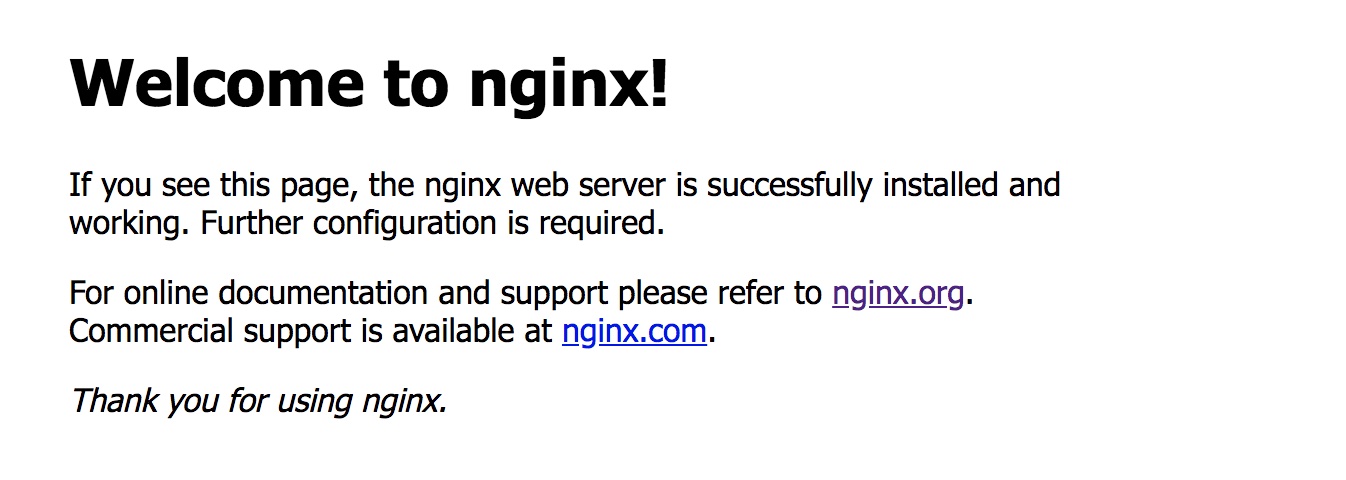 Welcome to nginx!
If you see this page, the nginx web server is successfully installed and
working. Further configuration is required.
For online documentation and support please refer to nginx.org.
Commercial support is available at nginx.com.
Thank you for using nginx.